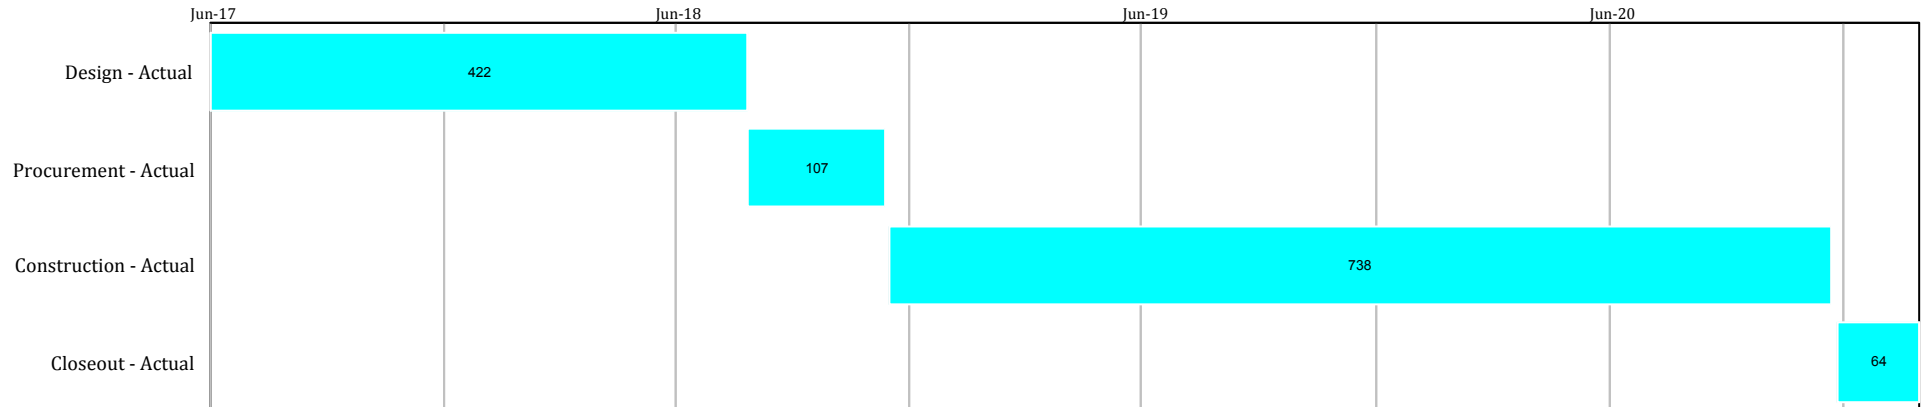 Jun-17 Jun-18 Jun-19 Jun-20
Design - Actual 422
Procurement - Actual 107
Construction - Actual 738
Closeout - Actual 64